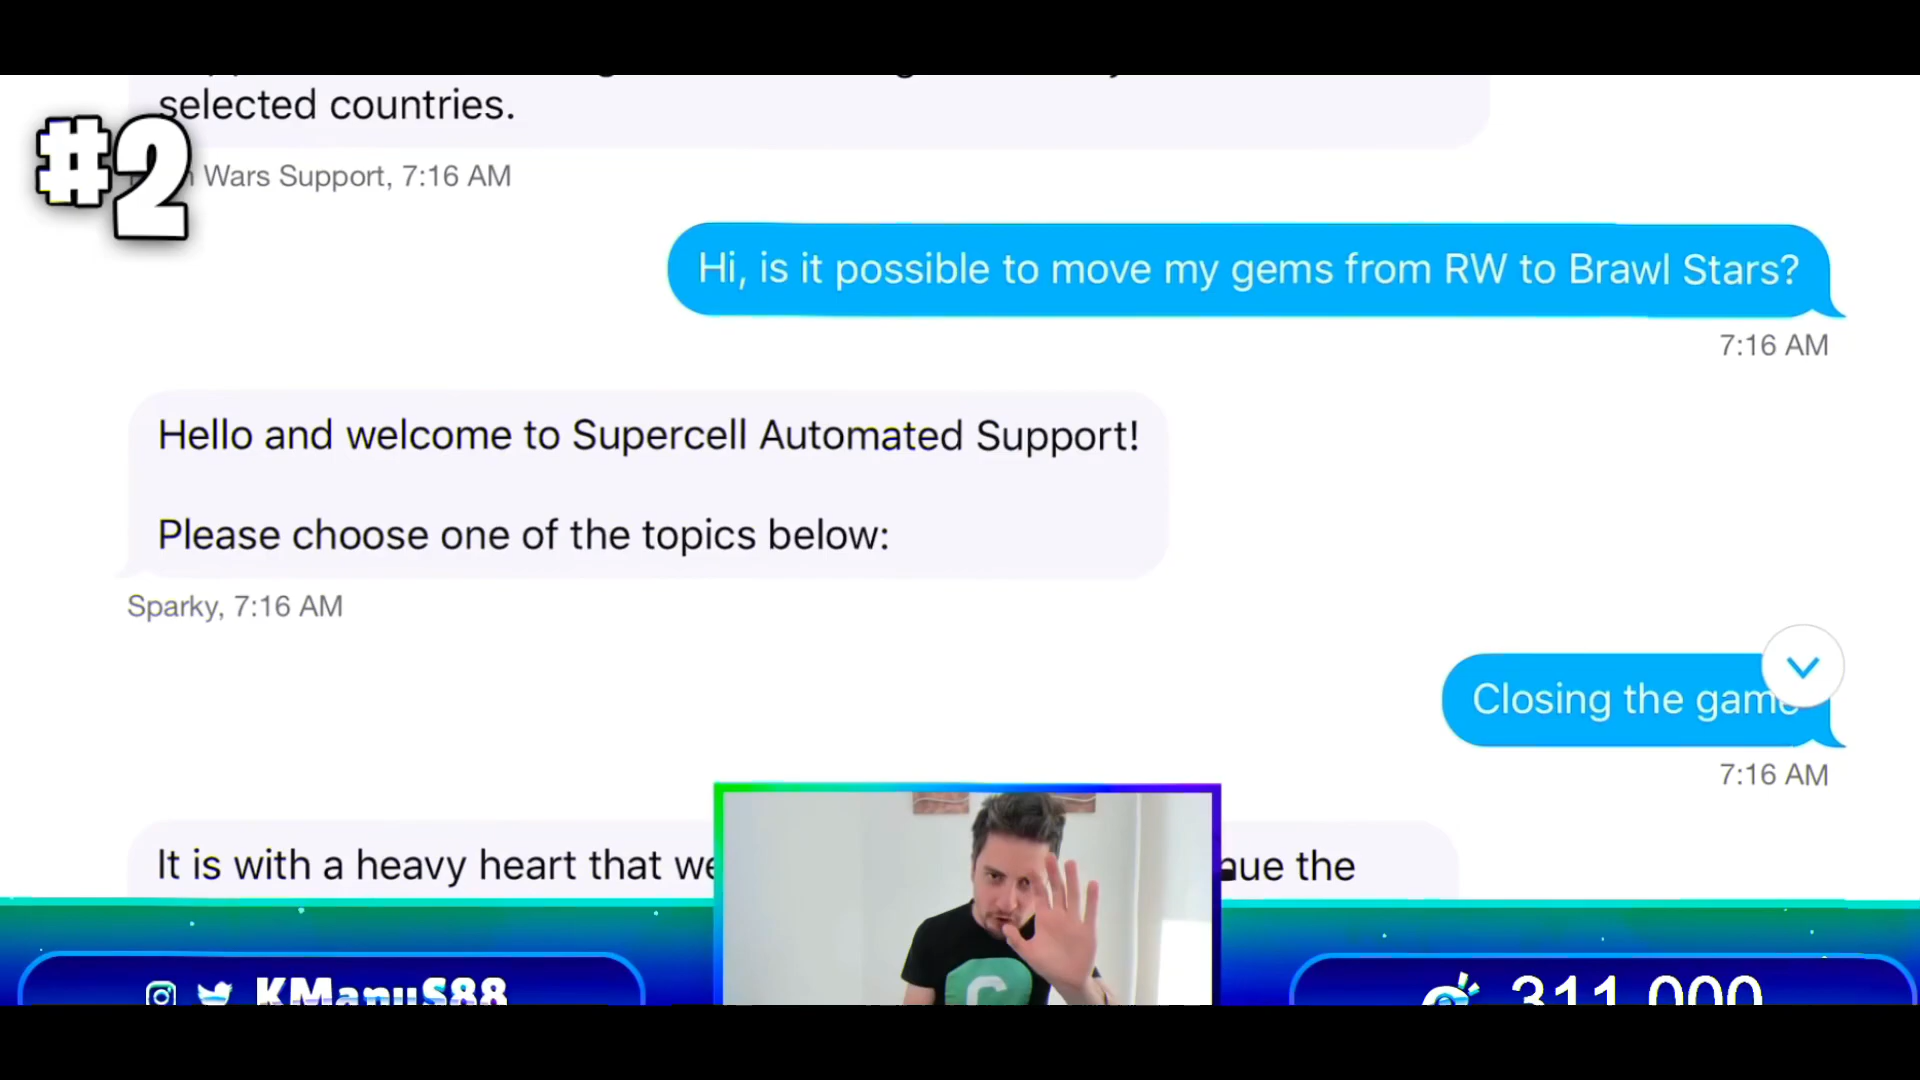 selected countries.
#2
Wars Support, 7:16 AM
Hi, is it possible to move my gems from RW to Brawl Stars?
7:16 AM
Hello and welcome to Supercell Automated Support!
Please choose one of the topics below:
Sparky, 7:16 AM
Closing the game
7:16 AM
It is with a heavy heart that we
the
KManuS88
311.000